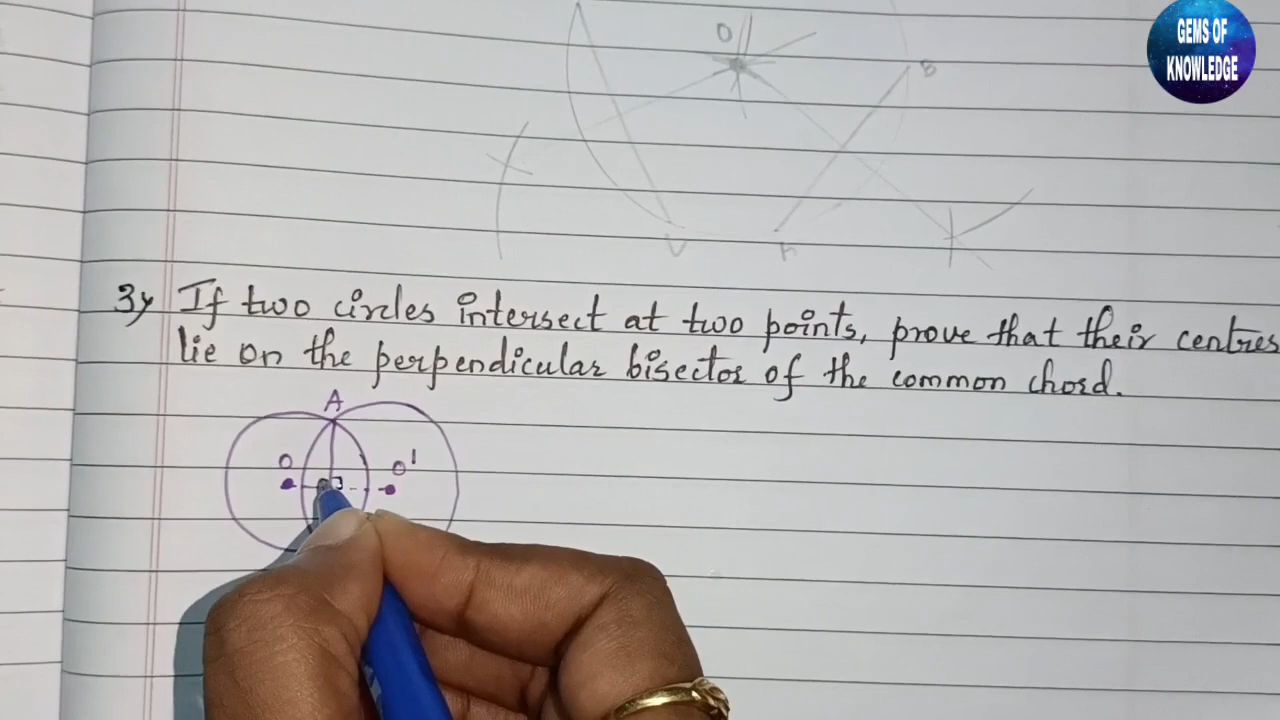 GEMS OF
KNOWLEDGE
O
B
3) If two circles intersect at two points, prove that their centres
lie on the perpendicular bisector of the common chord.
A
O O'